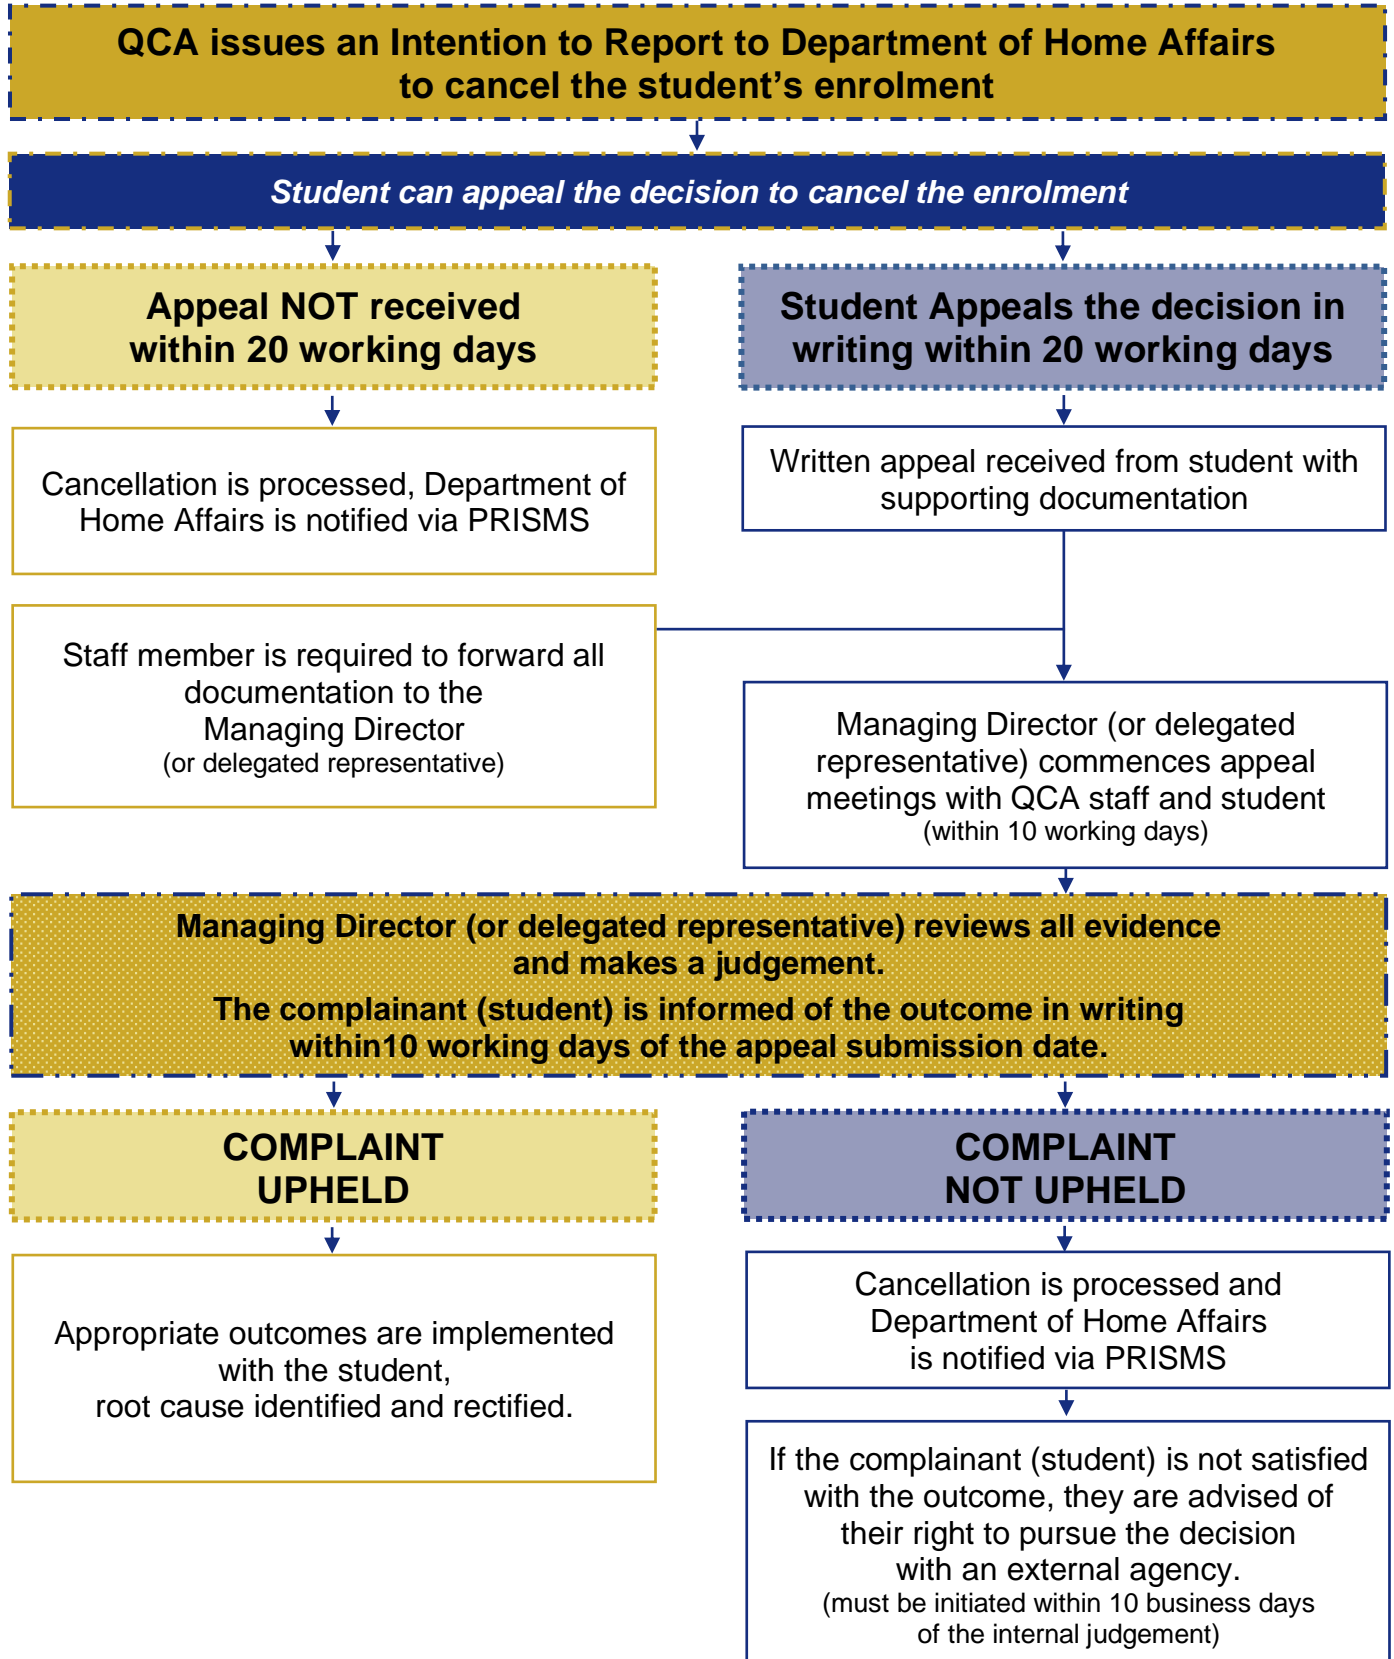 QCA issues an Intention to Report to Department of Home Affairs
to cancel the student's enrolment
Student can appeal the decision to cancel the enrolment
Appeal NOT received
within 20 working days
Student Appeals the decision in
writing within 20 working days
Cancellation is processed, Department of
Home Affairs is notified via PRISMS
Written appeal received from student with
supporting documentation
Staff member is required to forward all
documentation to the
Managing Director
(or delegated representative)
Managing Director (or delegated
representative) commences appeal
meetings with QCA staff and student
(within 10 working days)
Managing Director (or delegated representative) reviews all evidence
and makes a judgement.
The complainant (student) is informed of the outcome in writing
within10 working days of the appeal submission date.
COMPLAINT
UPHELD
COMPLAINT
NOT UPHELD
Appropriate outcomes are implemented
with the student,
root cause identified and rectified.
Cancellation is processed and
Department of Home Affairs
is notified via PRISMS
If the complainant (student) is not satisfied
with the outcome, they are advised of
their right to pursue the decision
with an external agency.
(must be initiated within 10 business days
of the internal judgement)